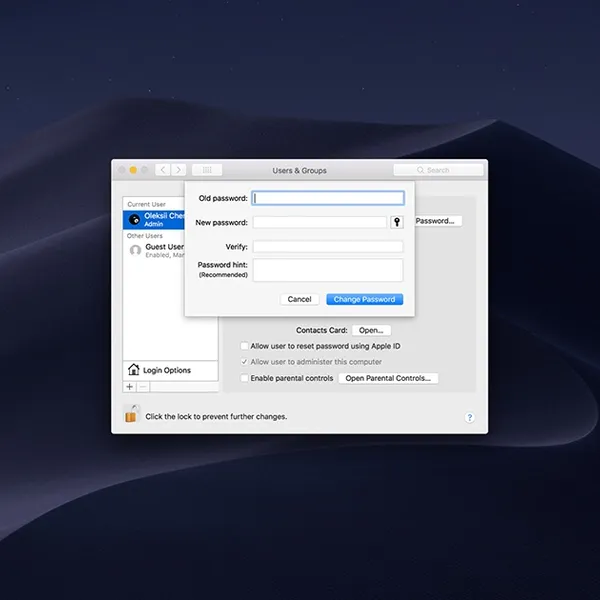 Users & Groups
Search
Current User
Oleksii Che
Admin
Other Users
Guest User
Enabled, Man
Login Options
Old password:
New password:
Verify:
Password hint:
(Recommended)
Cancel
Change Password
Password...
Contacts Card:
Open...
Allow user to reset password using Apple ID
Allow user to administer this computer
Enable parental controls
Open Parental Controls...
+
−
Click the lock to prevent further changes.
?